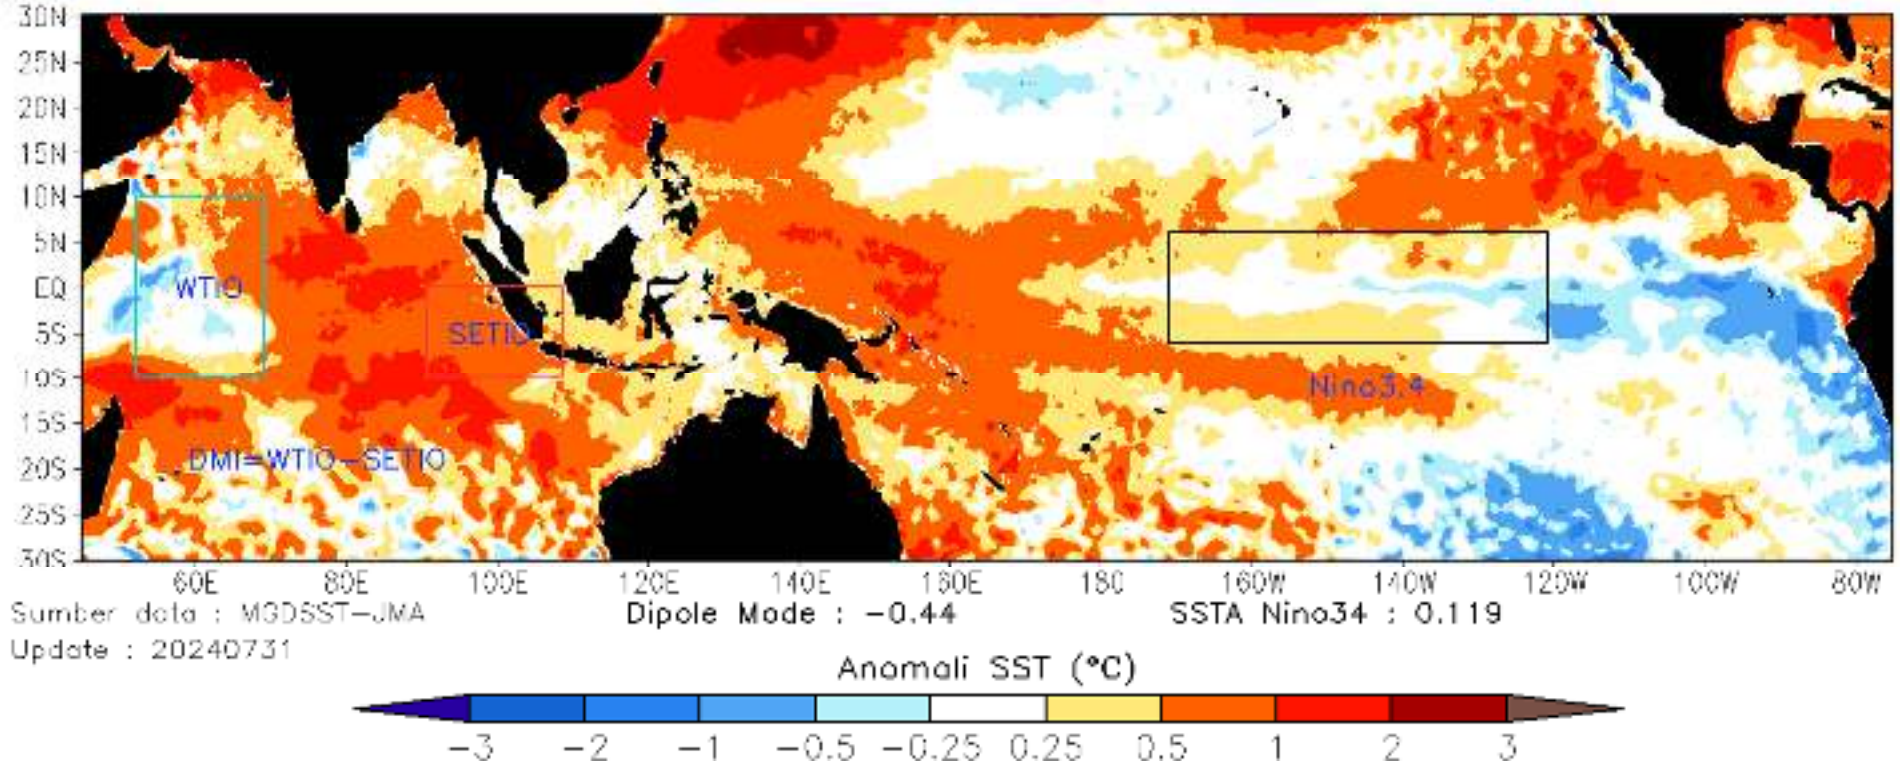 30N
25N
20N
15N
10N
5N
EQ
5S
10S
15S
20S
25S
30S
WTIO
SETIO
Nino3.4
DMI=WTIO-SETIO
60E 80E 100E 120E 140E 160E 180 160W 140W 120W 100W 80W
Sumber data : MGDSST-JMA Dipole Mode : -0.44 SSTA Nino34 : 0.119
Update : 20240731
Anomali SST (°C)
-3 -2 -1 -0.5 -0.25 0.25 0.5 1 2 3